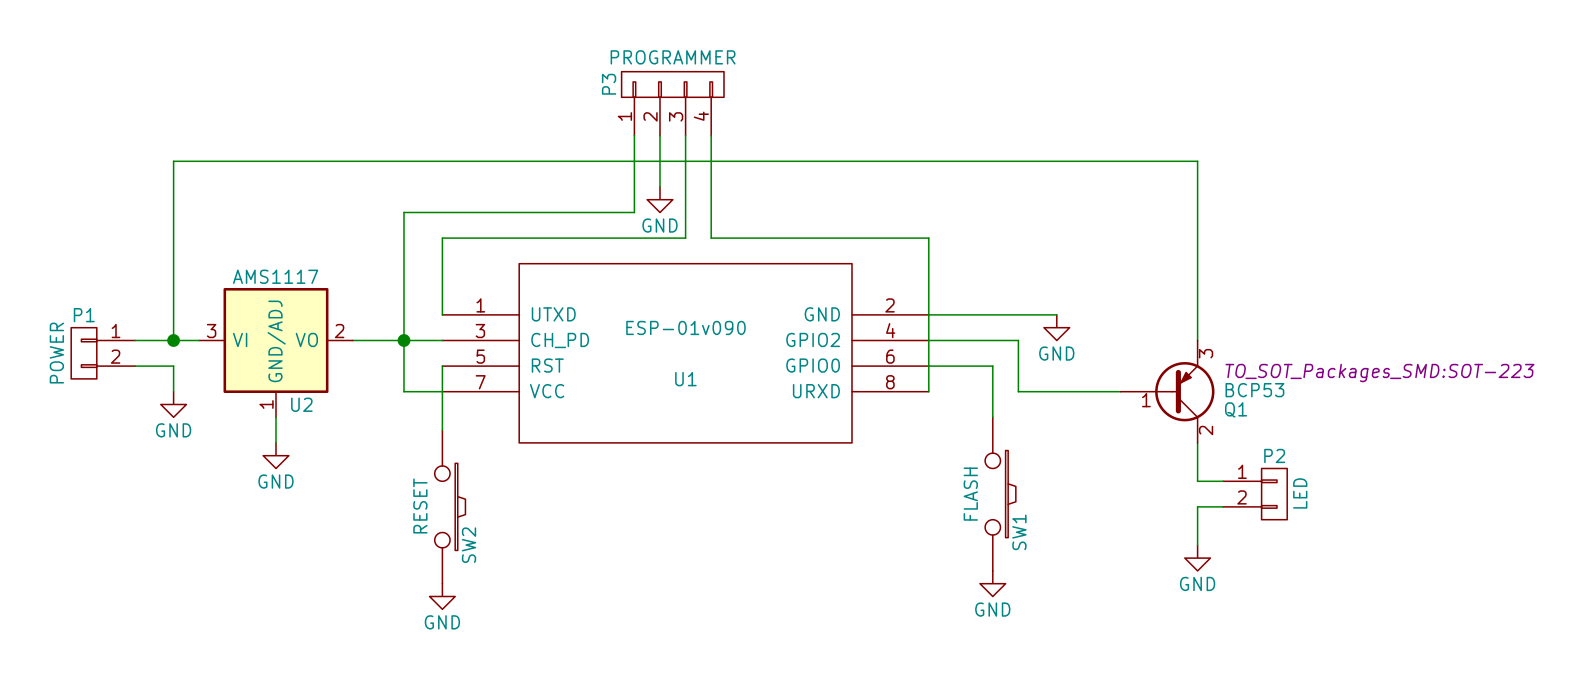 PROGRAMMER
P3
1
2
3
4
GND
AMS1117
P1
POWER
1
2
GND
3
VI
GND/ADJ
VO
2
1
U2
GND
1
UTXD
3
CH_PD
5
RST
7
VCC
ESP-01v090
U1
GND
2
GPIO2
4
GPIO0
6
URXD
8
GND
RESET
SW2
GND
FLASH
SW1
GND
3
1
2
TO_SOT_Packages_SMD:SOT-223
BCP53
Q1
P2
1
2
LED
GND